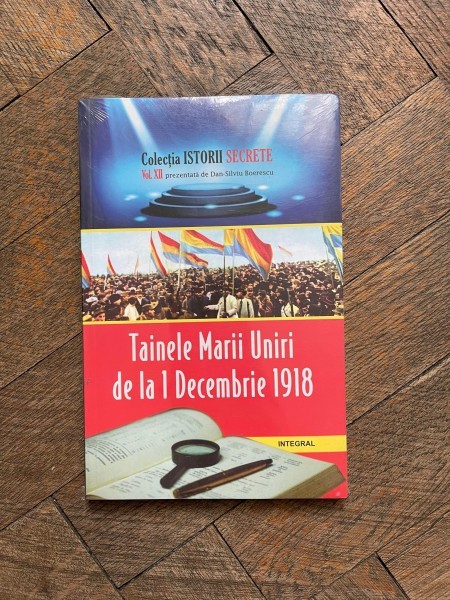 Colecția ISTORII SECRETE
Vol. XII prezentată de Dan-Silviu Boerescu
Tainele Marii Uniri
de la 1 Decembrie 1918
INTEGRAL